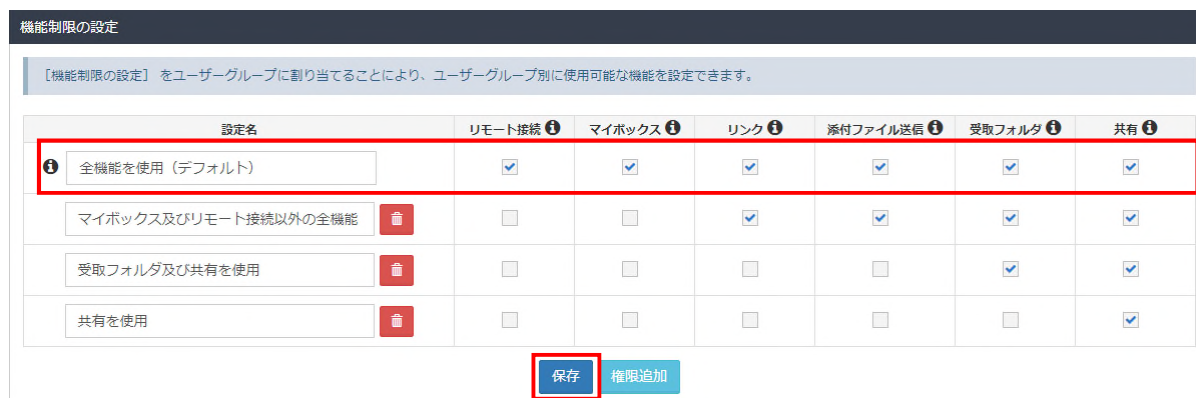 機能制限の設定
［機能制限の設定］ をユーザーグループに割り当てることにより、ユーザーグループ別に使用可能な機能を設定できます。
設定名 リモート接続 マイボックス リンク 添付ファイル送信 受取フォルダ 共有
全機能を使用（デフォルト）
マイボックス及びリモート接続以外の全機能
受取フォルダ及び共有を使用
共有を使用
保存 権限追加